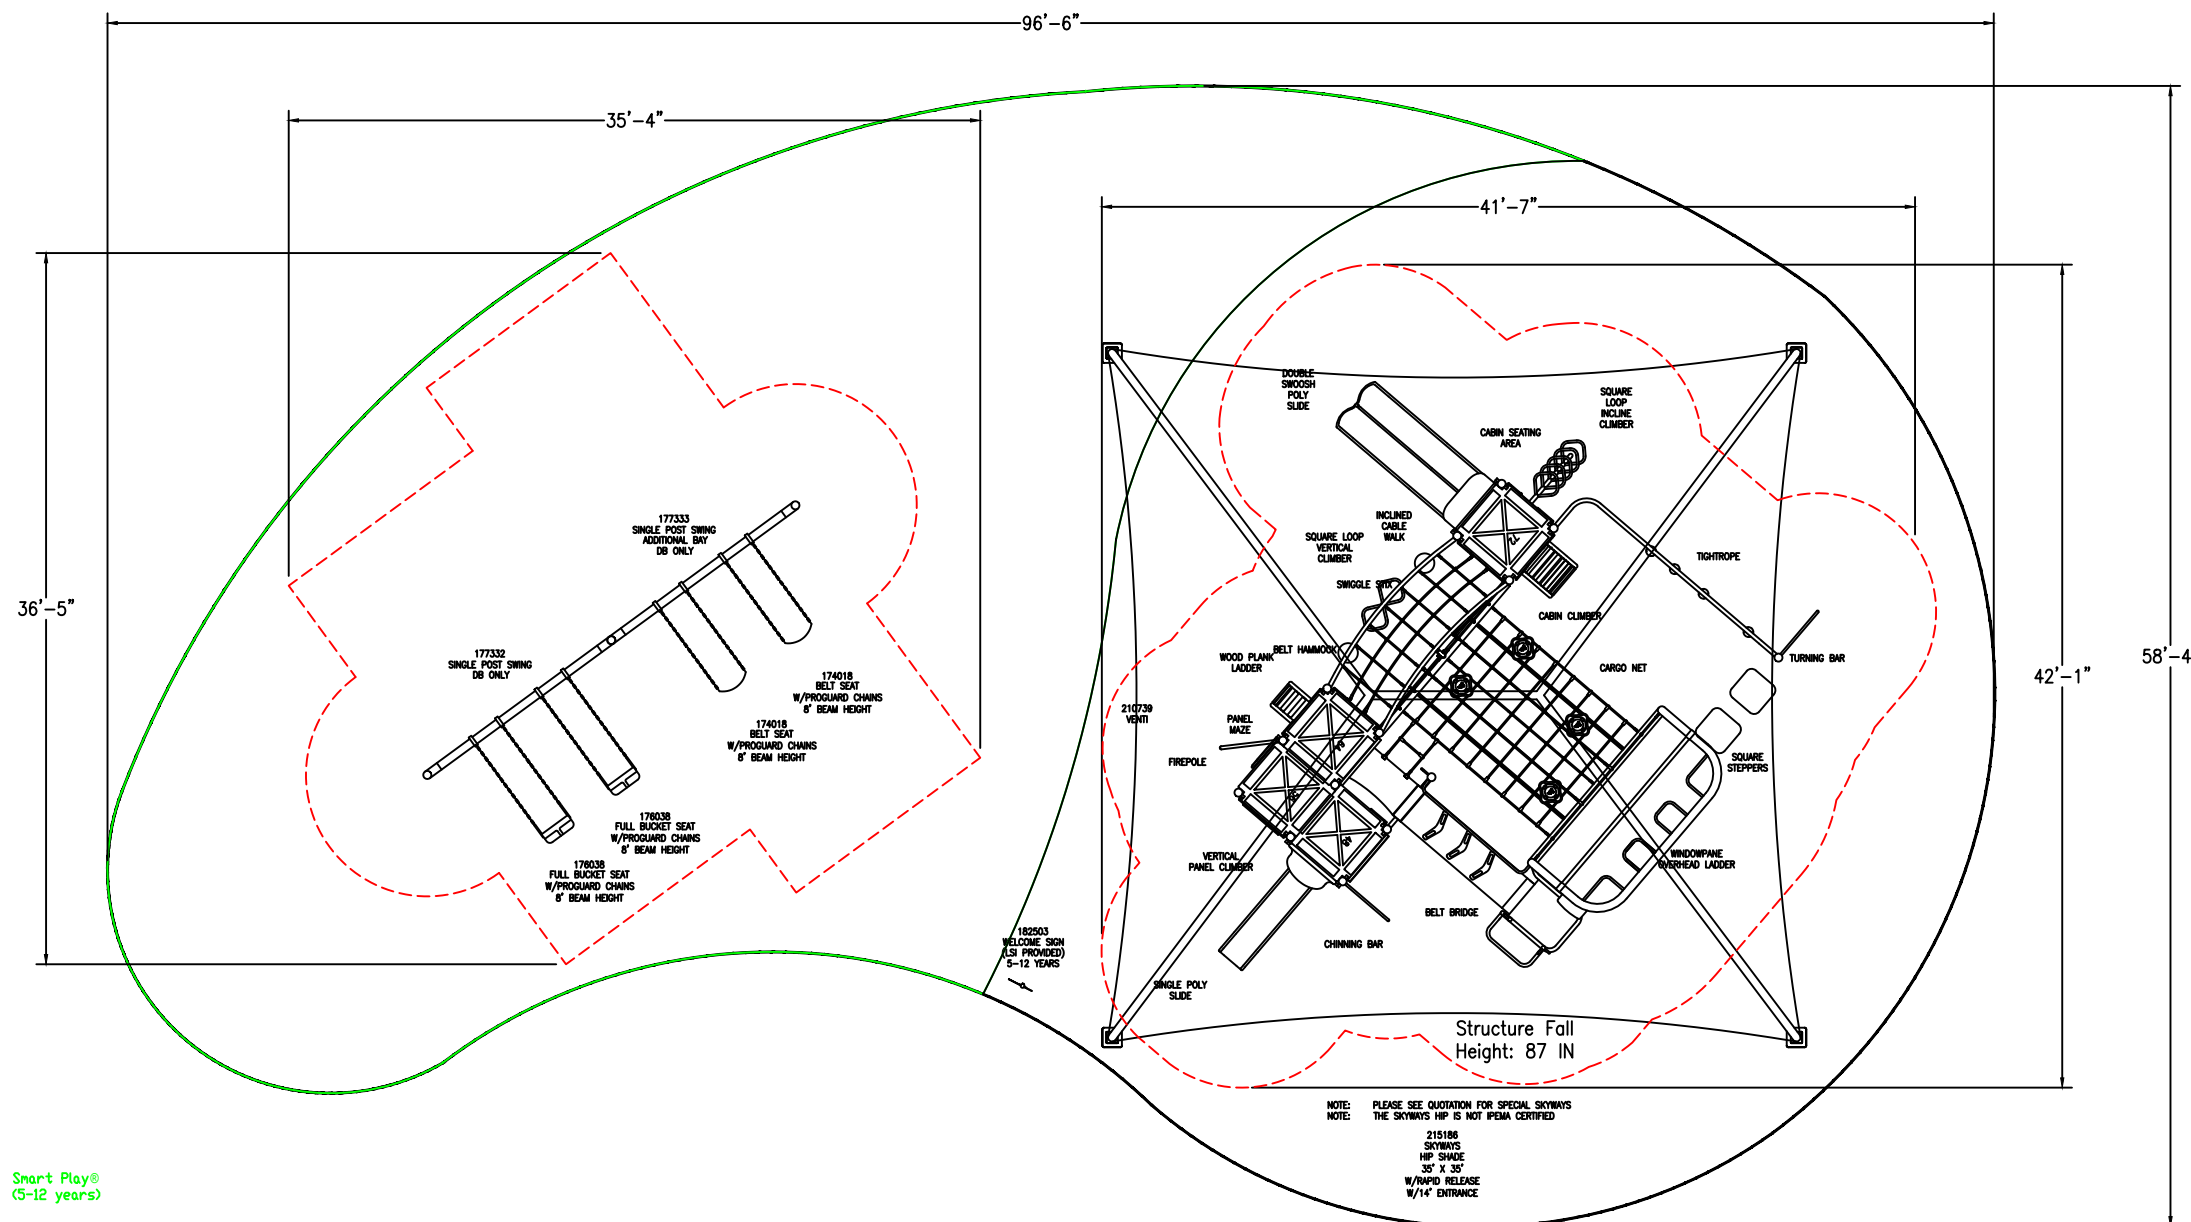 96'-6"
35'-4"
41'-7"
36'-5"
42'-1"
58'-4
DOUBLE
SWOOSH
POLY
SLIDE
SQUARE
LOOP
INCLINE
CLIMBER
CABIN SEATING
AREA
72
177333
SINGLE POST SWING
ADDITIONAL BAY
DB ONLY
INCLINED
CABLE
WALK
SQUARE LOOP
VERTICAL
CLIMBER
SWIGGLE STIX
TIGHTROPE
CABIN CLIMBER
177332
SINGLE POST SWING
DB ONLY
BELT HAMMOCK
WOOD PLANK
LADDER
CARGO NET
TURNING BAR
174018
BELT SEAT
W/PROGUARD CHAINS
8' BEAM HEIGHT
174018
BELT SEAT
W/PROGUARD CHAINS
8' BEAM HEIGHT
210739
VENTI
PANEL
MAZE
FIREPOLE
SQUARE
STEPPERS
176038
FULL BUCKET SEAT
W/PROGUARD CHAINS
8' BEAM HEIGHT
176038
FULL BUCKET SEAT
W/PROGUARD CHAINS
8' BEAM HEIGHT
VERTICAL
PANEL CLIMBER
WINDOWPANE
OVERHEAD LADDER
BELT BRIDGE
CHINNING BAR
182503
WELCOME SIGN
(LSI PROVIDED)
5-12 YEARS
SINGLE POLY
SLIDE
Structure Fall
Height: 87 IN
NOTE: PLEASE SEE QUOTATION FOR SPECIAL SKYWAYS
NOTE: THE SKYWAYS HIP IS NOT IPEMA CERTIFIED
215186
SKYWAYS
HIP SHADE
35' X 35'
W/RAPID RELEASE
W/14' ENTRANCE
Smart Play®
(5-12 years)